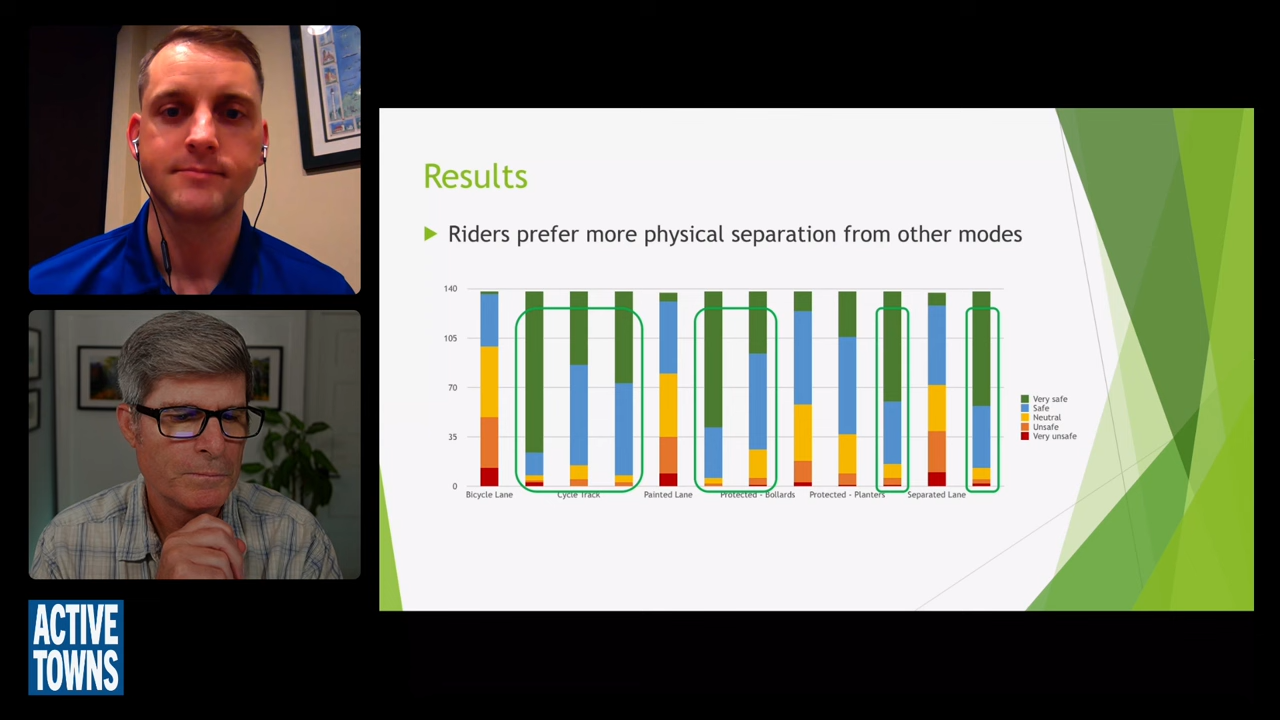 Results
Riders prefer more physical separation from other modes
140
105
70
35
0
Bicycle Lane
Cycle Track
Painted Lane
Protected - Bollards
Protected - Planters
Separated Lane
Very safe
Safe
Neutral
Unsafe
Very unsafe
ACTIVE
TOWNS